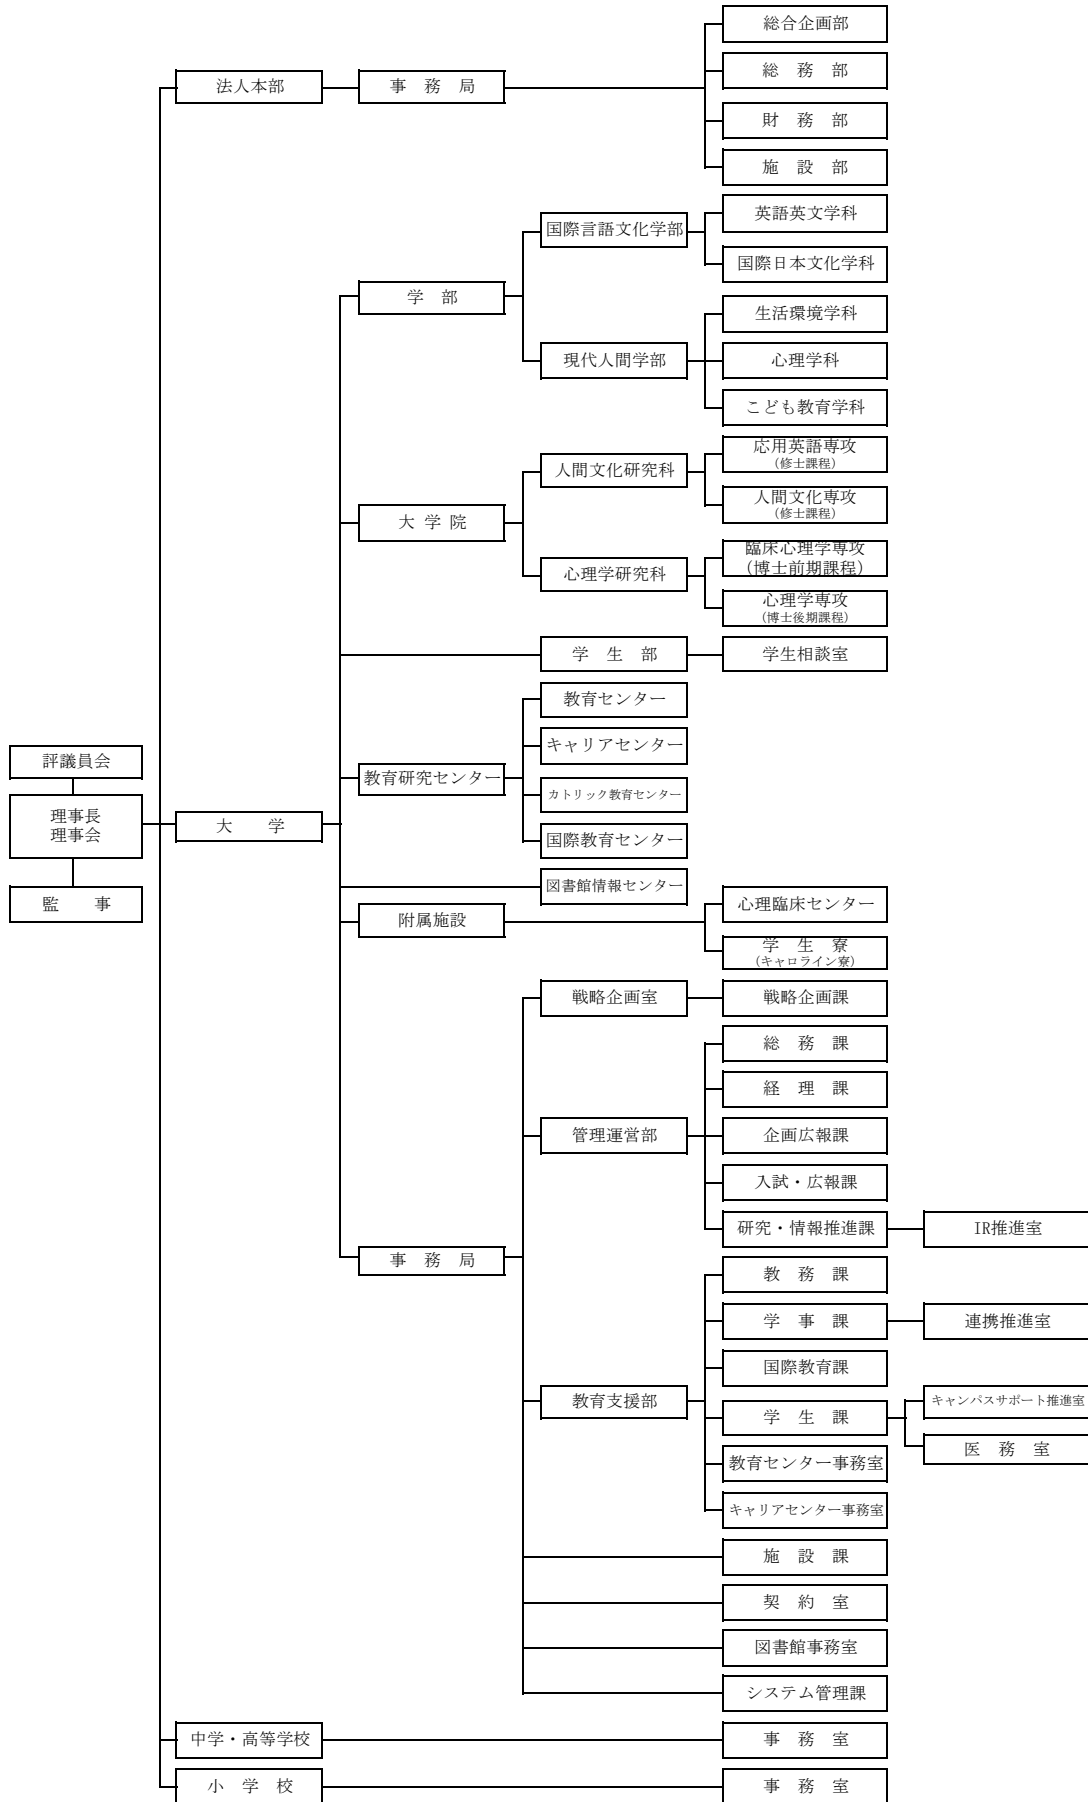 総合企画部
法人本部
事　務　局
総　務　部
財　務　部
施　設　部
国際言語文化学部
英語英文学科
国際日本文化学科
学　部
現代人間学部
生活環境学科
心理学科
こども教育学科
大 学 院
人間文化研究科
応用英語専攻
(修士課程)
人間文化専攻
(修士課程)
心理学研究科
臨床心理学専攻
(博士前期課程)
心理学専攻
(博士後期課程)
学　生　部
学生相談室
教育研究センター
教育センター
キャリアセンター
カトリック教育センター
国際教育センター
評議員会
理事長
理事会
監　　事
大　　学
図書館情報センター
附属施設
心理臨床センター
学　生　寮
(キャロライン寮)
事　務　局
戦略企画室
戦略企画課
管理運営部
総　務　課
経　理　課
企画広報課
入試・広報課
研究・情報推進課
IR推進室
教育支援部
教　務　課
学　事　課
連携推進室
国際教育課
学　生　課
キャンパスサポート推進室
医　務　室
教育センター事務室
キャリアセンター事務室
施　設　課
契　約　室
図書館事務室
システム管理課
中学・高等学校
事　務　室
小　学　校
事　務　室